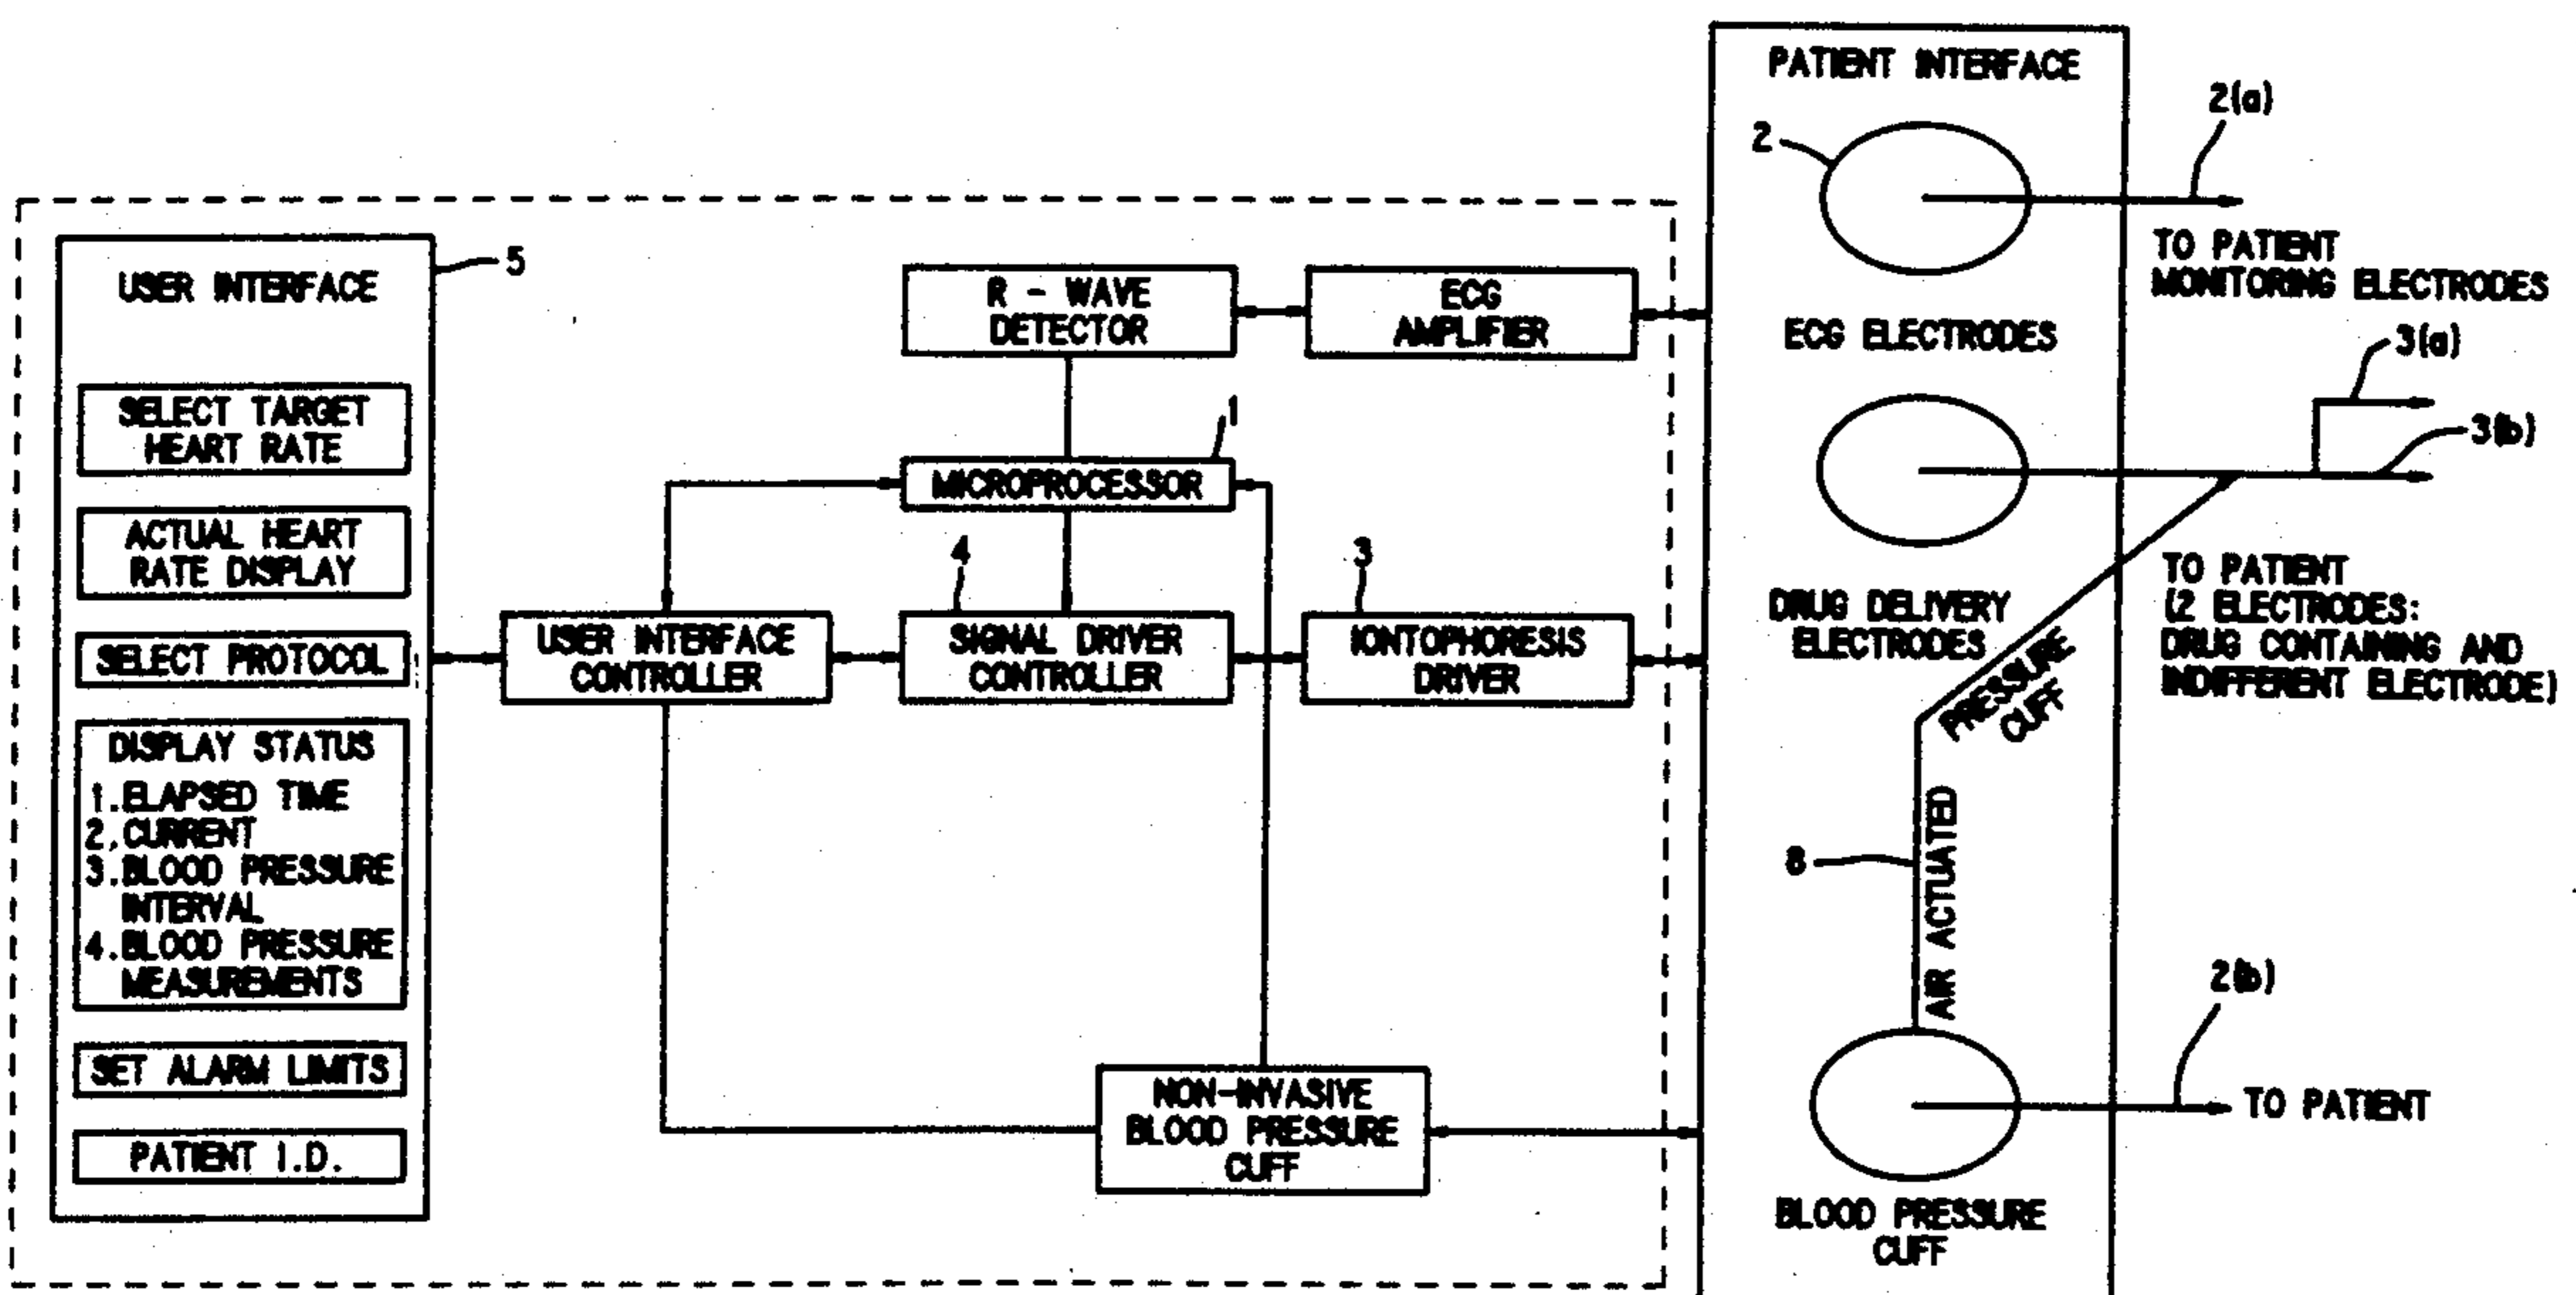 USER INTERFACE
5
SELECT TARGET
HEART RATE
ACTUAL HEART
RATE DISPLAY
SELECT PROTOCOL
DISPLAY STATUS
1.ELAPSED TIME
2.CURRENT
3.BLOOD PRESSURE
INTERVAL
4.BLOOD PRESSURE
MEASUREMENTS
SET ALARM LIMITS
PATIENT I.D.
R - WAVE
DETECTOR
ECG
AMPLIFIER
1
MICROPROCESSOR
USER INTERFACE
CONTROLLER
4
SIGNAL DRIVER
CONTROLLER
3
IONTOPHORESIS
DRIVER
NON-INVASIVE
BLOOD PRESSURE
CUFF
PATIENT INTERFACE
2
2(a)
TO PATIENT
MONITORING ELECTRODES
ECG ELECTRODES
3(a)
3(b)
DRUG DELIVERY
ELECTRODES
TO PATIENT
(2 ELECTRODES:
DRUG CONTAINING AND
INDIFFERENT ELECTRODE)
PRESSURE
CUFF
8
AIR ACTUATED
2(b)
TO PATIENT
BLOOD PRESSURE
CUFF